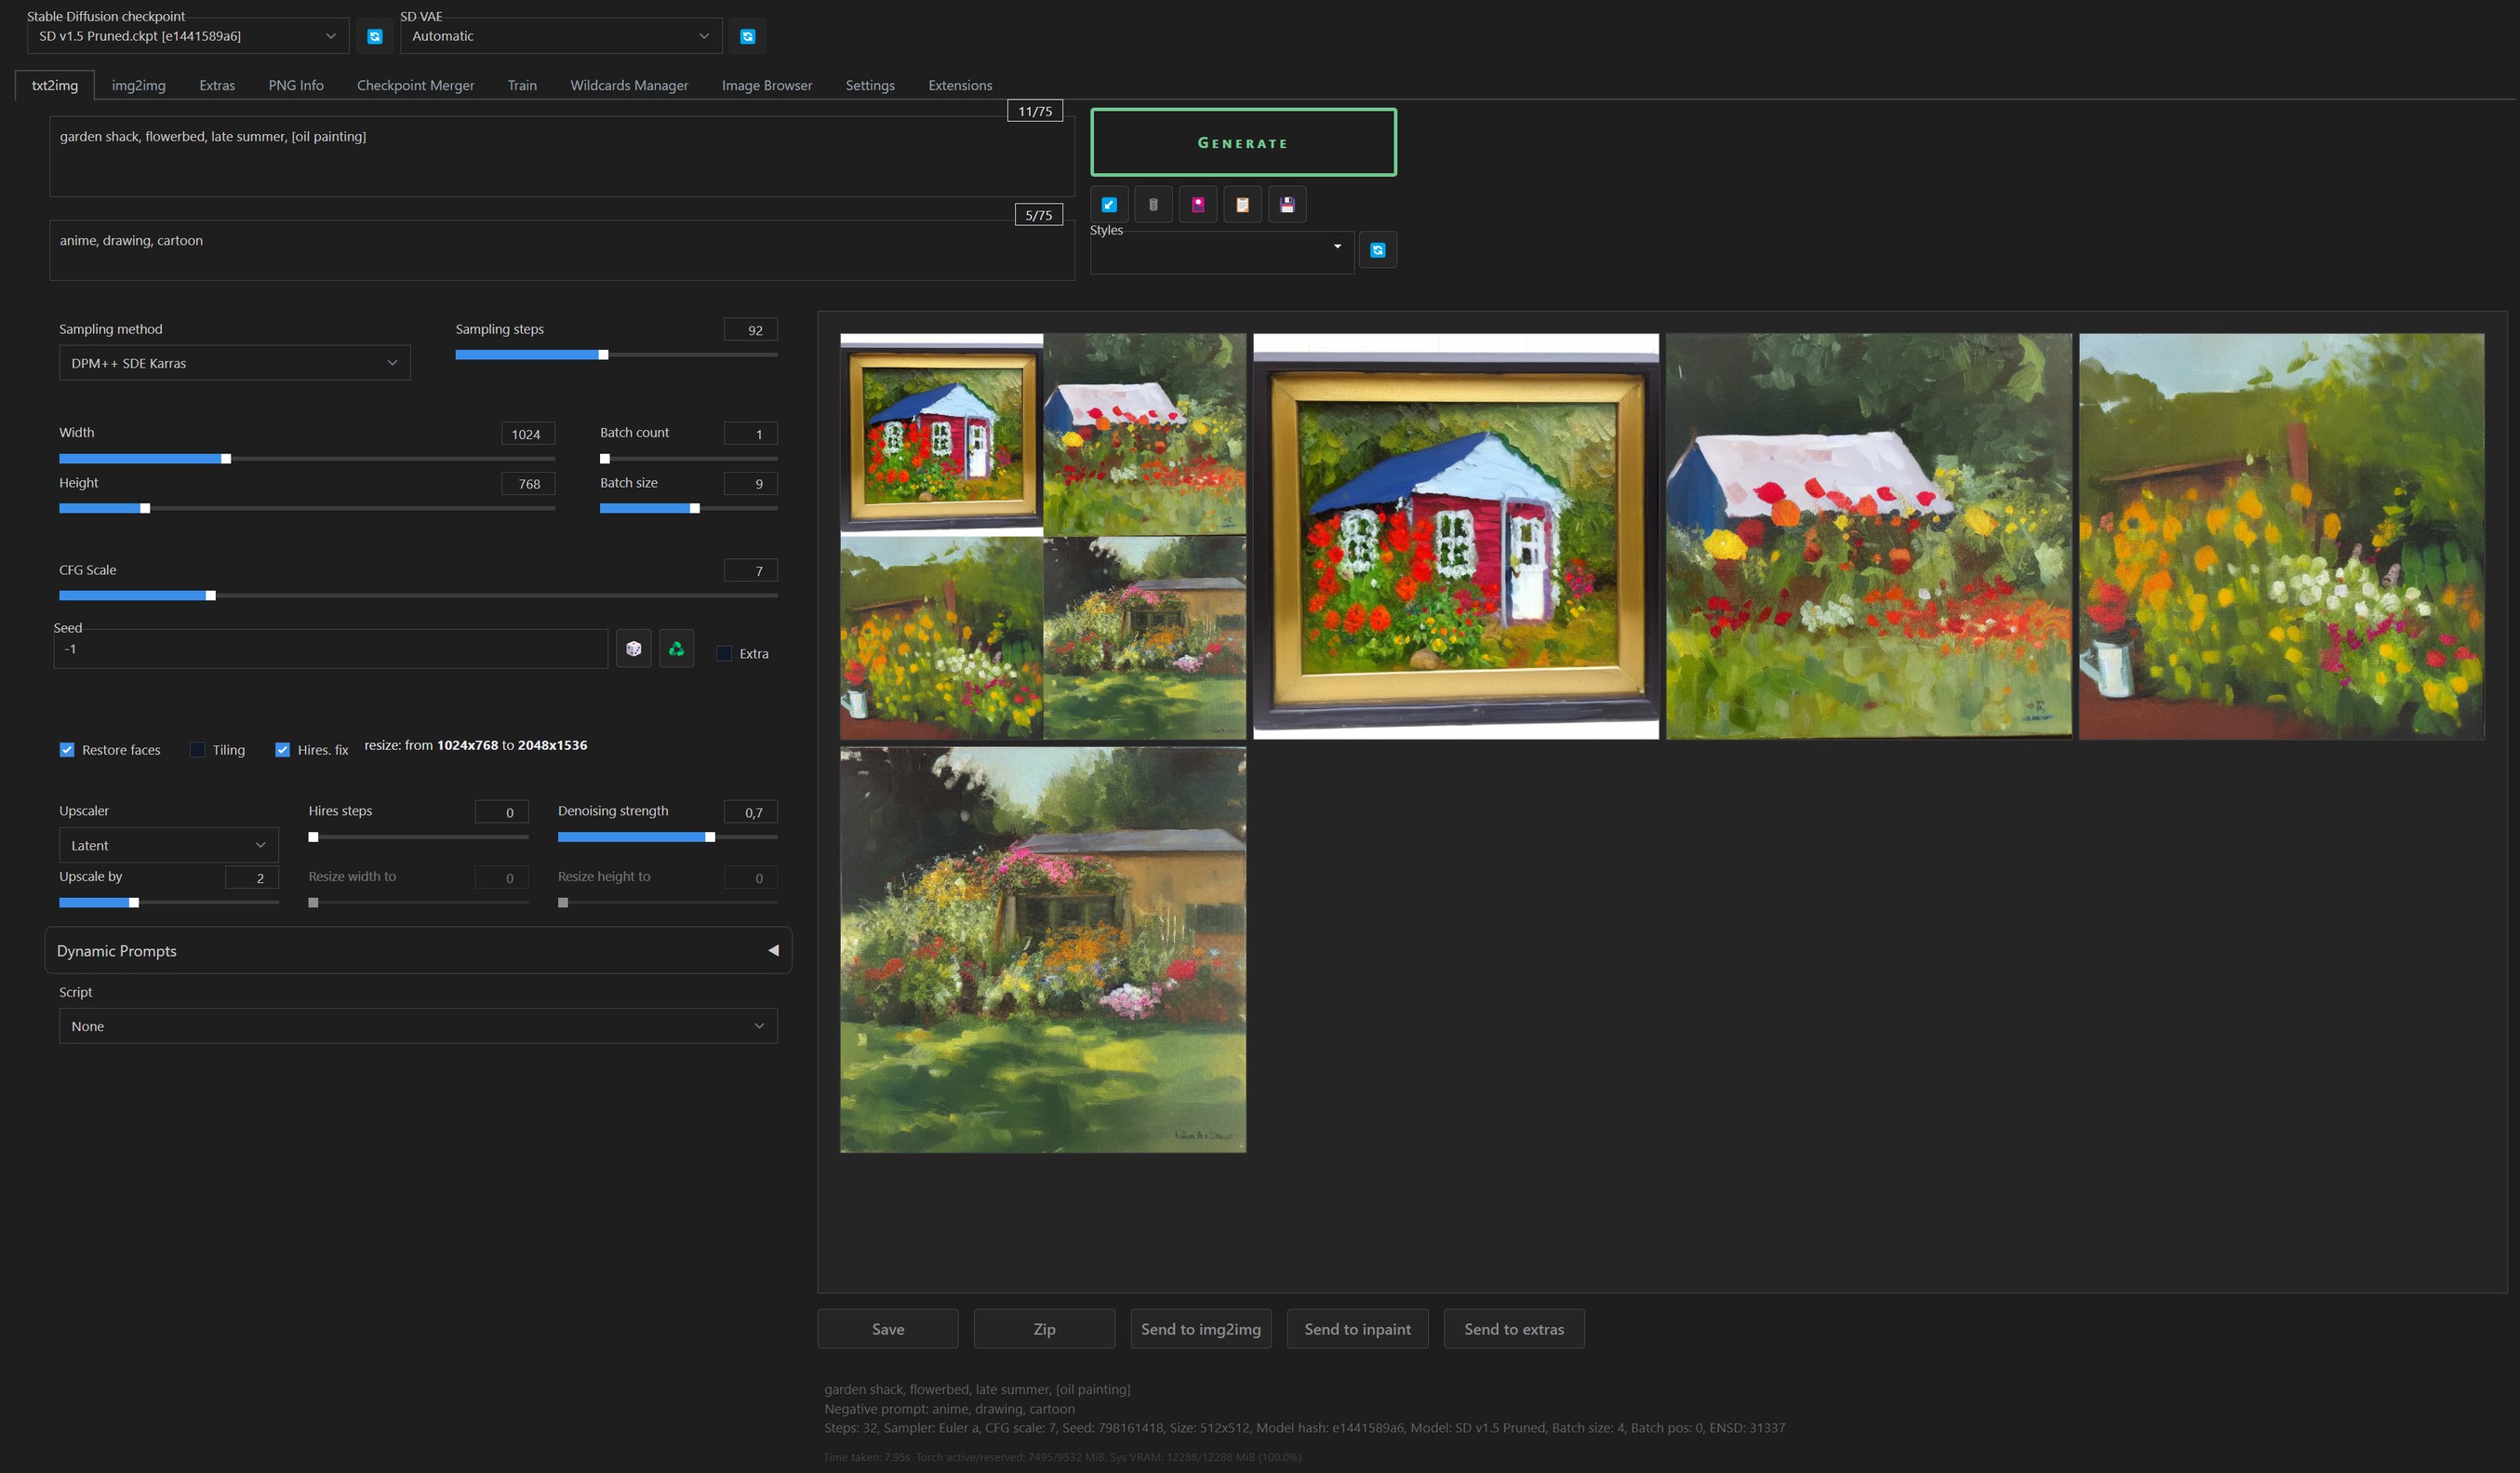 Stable Diffusion checkpoint
SD v1.5 Pruned.ckpt [e1441589a6]
SD VAE
Automatic
txt2img img2img Extras PNG Info Checkpoint Merger Train Wildcards Manager Image Browser Settings Extensions
11/75
garden shack, flowerbed, late summer, [oil painting]
5/75
anime, drawing, cartoon
GENERATE
Styles
Sampling method
DPM++ SDE Karras
Sampling steps 92
Width 1024
Batch count 1
Height 768
Batch size 9
CFG Scale 7
Seed
-1
Extra
Restore faces Tiling Hires. fix resize: from 1024x768 to 2048x1536
Upscaler
Latent
Hires steps 0
Denoising strength 0,7
Upscale by 2
Resize width to 0
Resize height to 0
Dynamic Prompts
Script
None
Save Zip Send to img2img Send to inpaint Send to extras
garden shack, flowerbed, late summer, [oil painting]
Negative prompt: anime, drawing, cartoon
Steps: 32, Sampler: Euler a, CFG scale: 7, Seed: 798161418, Size: 512x512, Model hash: e1441589a6, Model: SD v1.5 Pruned, Batch size: 4, Batch pos: 0, ENSD: 31337
Time taken: 7.95s Torch active/reserved: 7495/9532 MiB, Sys VRAM: 12288/12288 MiB (100.0%)